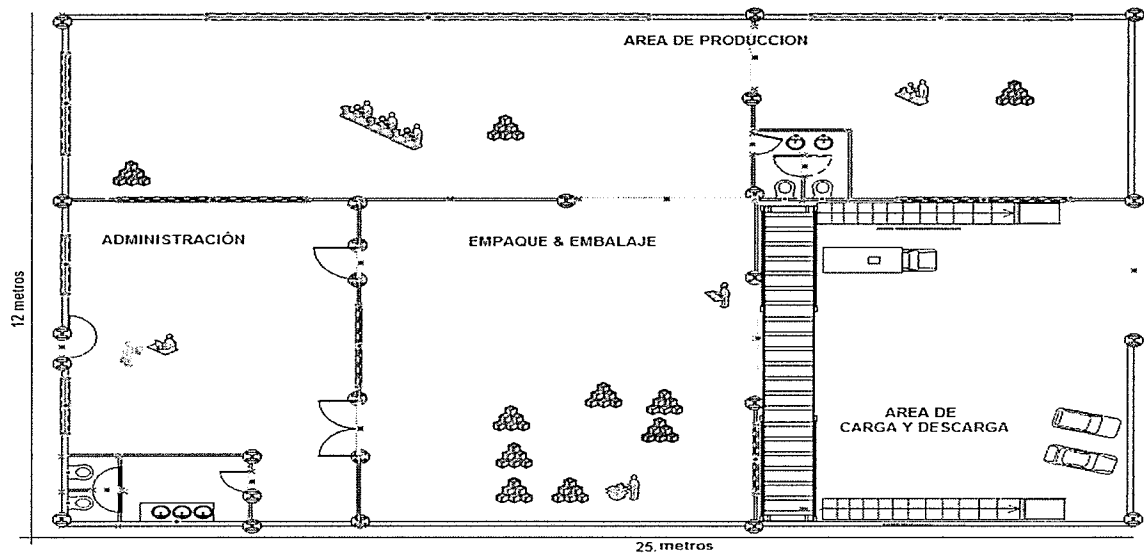 AREA DE PRODUCCION
ADMINISTRACIÓN
EMPAQUE & EMBALAJE
12 metros
AREA DE
CARGA Y DESCARGA
25. metros